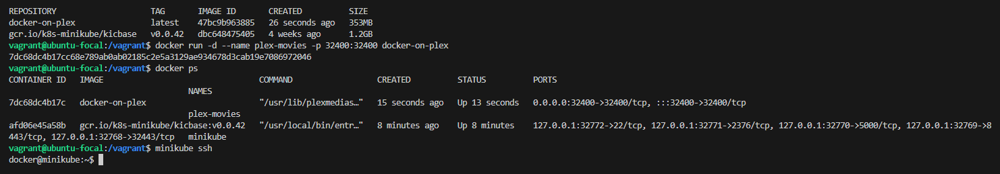 REPOSITORY TAG IMAGE ID CREATED SIZE
docker-on-plex latest 47bc9b963885 26 seconds ago 353MB
gcr.io/k8s-minikube/kicbase v0.0.42 dbc648475405 4 weeks ago 1.2GB
vagrant@ubuntu-focal:/vagrant$ docker run -d --name plex-movies -p 32400:32400 docker-on-plex
7dc68dc4b17cc68e789ab0ab02185c2e5a3129ae934678d3cab19e7086972046
vagrant@ubuntu-focal:/vagrant$ docker ps
CONTAINER ID IMAGE COMMAND CREATED STATUS PORTS
NAMES
7dc68dc4b17c docker-on-plex "/usr/lib/plexmedias…" 15 seconds ago Up 13 seconds 0.0.0.0:32400->32400/tcp, :::32400->32400/tcp
plex-movies
afd06e45a58b gcr.io/k8s-minikube/kicbase:v0.0.42 "/usr/local/bin/entr…" 8 minutes ago Up 8 minutes 127.0.0.1:32772->22/tcp, 127.0.0.1:32771->2376/tcp, 127.0.0.1:32770->5000/tcp, 127.0.0.1:32769->8
443/tcp, 127.0.0.1:32768->32443/tcp minikube
vagrant@ubuntu-focal:/vagrant$ minikube ssh
docker@minikube:~$